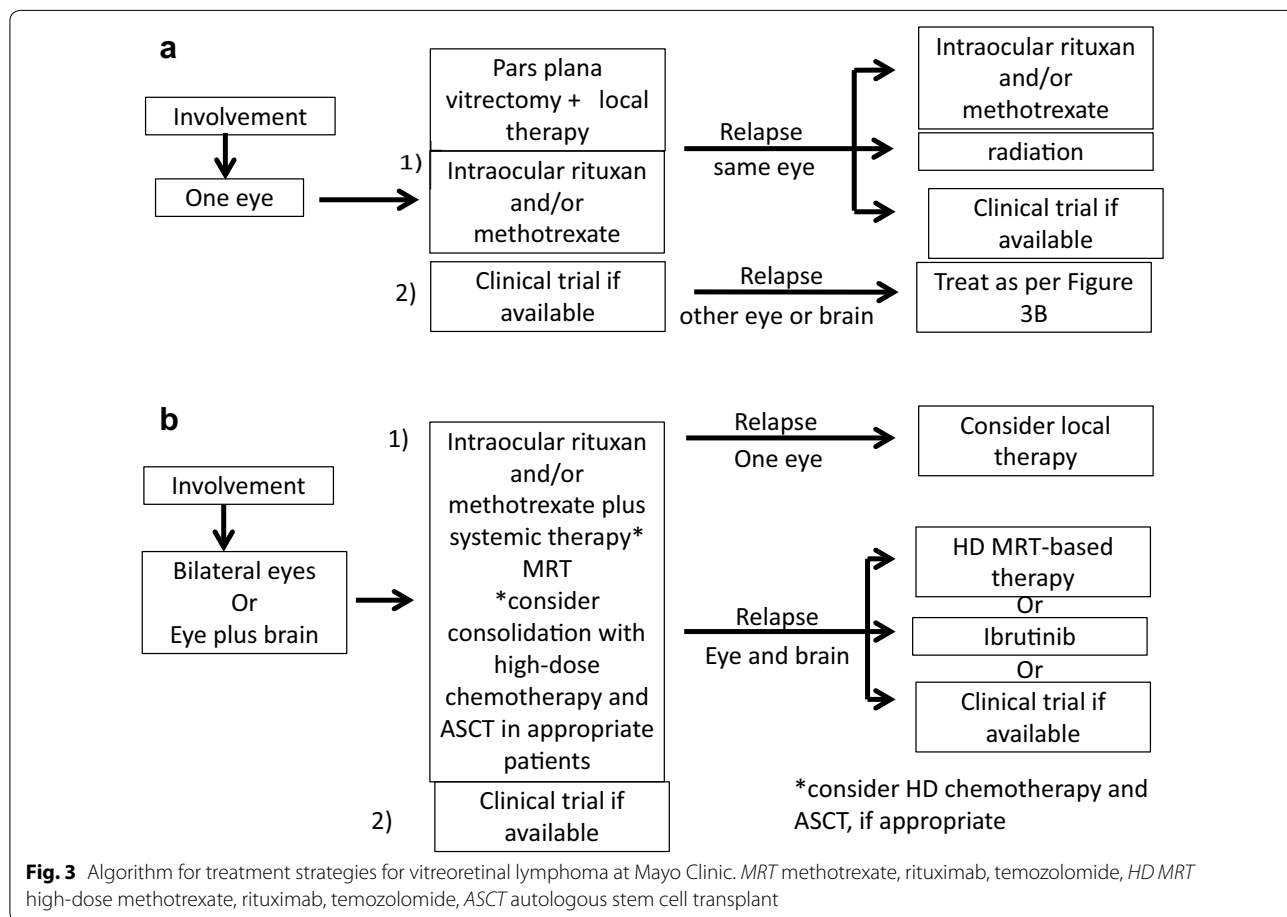 a
Involvement
One eye
1)
Pars plana
vitrectomy + local
therapy
Intraocular rituxan
and/or
methotrexate
2)
Clinical trial if
available
Relapse
same eye
Intraocular rituxan
and/or
methotrexate
radiation
Clinical trial if
available
Relapse
other eye or brain
Treat as per Figure
3B
b
Involvement
Bilateral eyes
Or
Eye plus brain
1)
Intraocular rituxan
and/or
methotrexate plus
systemic therapy*
MRT
*consider
consolidation with
high-dose
chemotherapy and
ASCT in appropriate
patients
2)
Clinical trial if
available
Relapse
One eye
Consider local
therapy
Relapse
Eye and brain
HD MRT-based
therapy
Or
Ibrutinib
Or
Clinical trial if
available
*consider HD chemotherapy and
ASCT, if appropriate
Fig. 3 Algorithm for treatment strategies for vitreoretinal lymphoma at Mayo Clinic. MRT methotrexate, rituximab, temozolomide, HD MRT
high-dose methotrexate, rituximab, temozolomide, ASCT autologous stem cell transplant